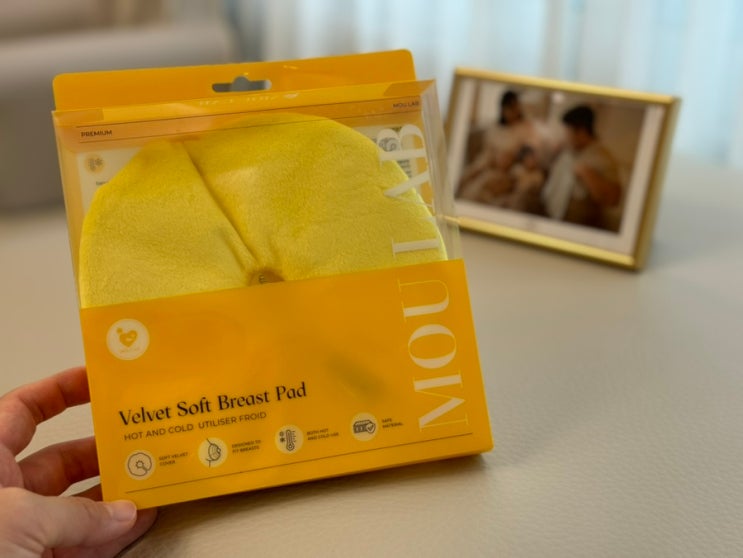 PREMIUM
MOU LAB
MOU LAB
Velvet Soft Breast Pad
HOT AND COLD UTILISER FROID
SOFT VELVET
COVER
DESIGNED TO
FIT BREASTS
BOTH HOT
AND COLD USE
SAFE
MATERIAL